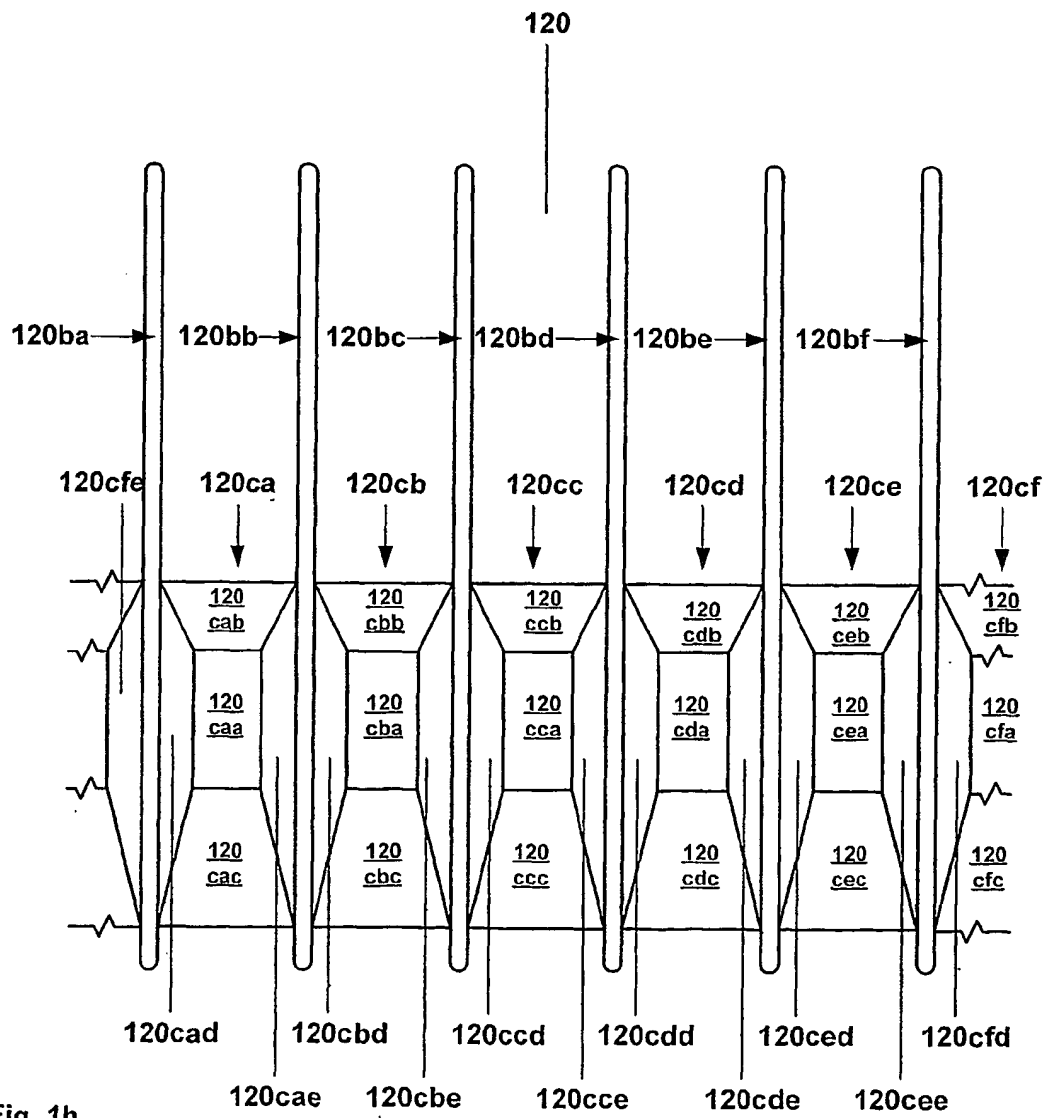 120
120ba 120bb 120bc 120bd 120be 120bf
120cfe 120ca 120cb 120cc 120cd 120ce 120cf
120 120 120 120 120 120
cab cbb ccb cdb ceb cfb
120 120 120 120 120 120
caa cba cca cda cea cfa
120 120 120 120 120 120
cac cbc ccc cdc cec cfc
120cad 120cbd 120ccd 120cdd 120ced 120cfd
120cae 120cbe 120cce 120cde 120cee
Fig. 1h